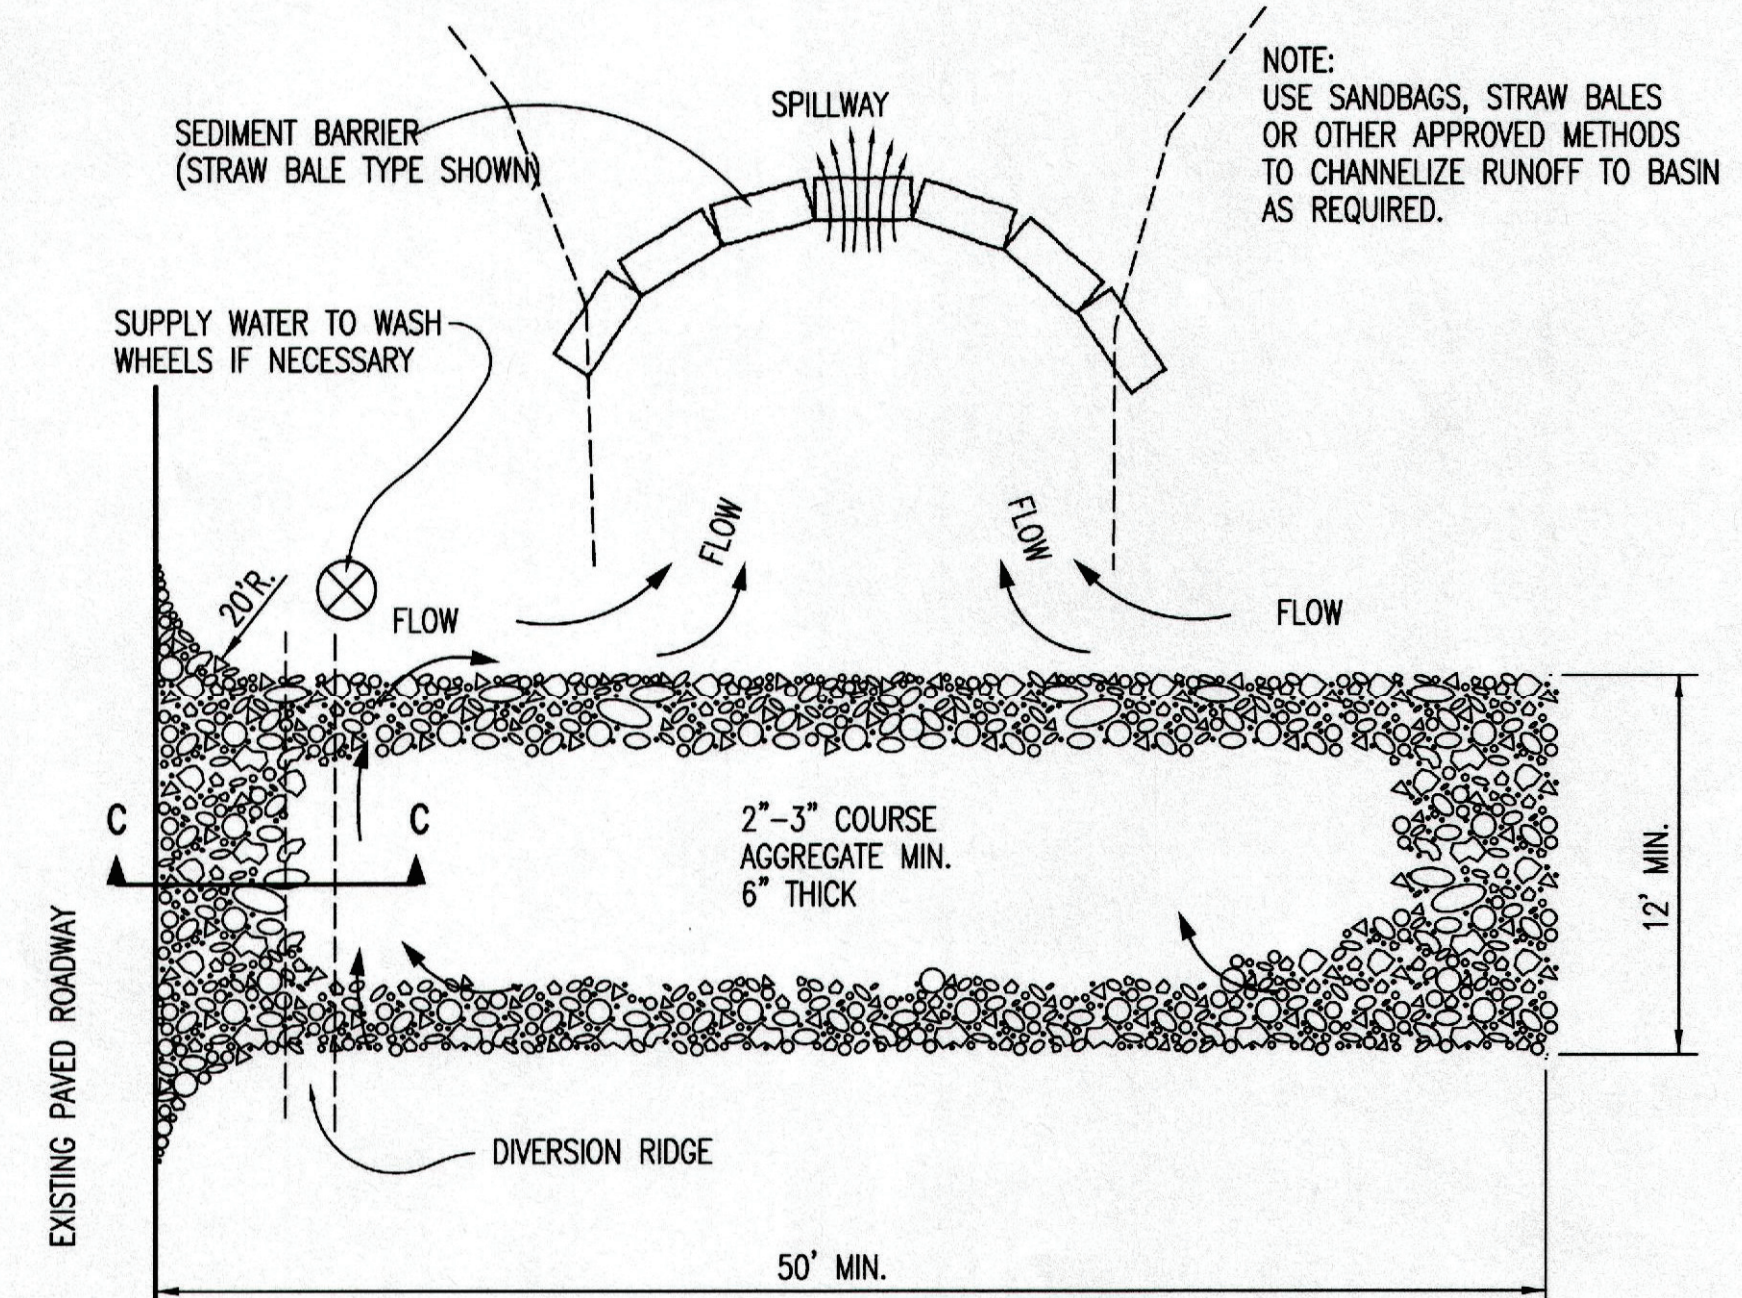 NOTE:
USE SANDBAGS, STRAW BALES
OR OTHER APPROVED METHODS
TO CHANNELIZE RUNOFF TO BASIN
AS REQUIRED.
SPILLWAY
SEDIMENT BARRIER
(STRAW BALE TYPE SHOWN)
SUPPLY WATER TO WASH
WHEELS IF NECESSARY
FLOW
FLOW
20'R.
FLOW
FLOW
C
C
2"-3" COURSE
AGGREGATE MIN.
6" THICK
12' MIN.
EXISTING PAVED ROADWAY
DIVERSION RIDGE
50' MIN.